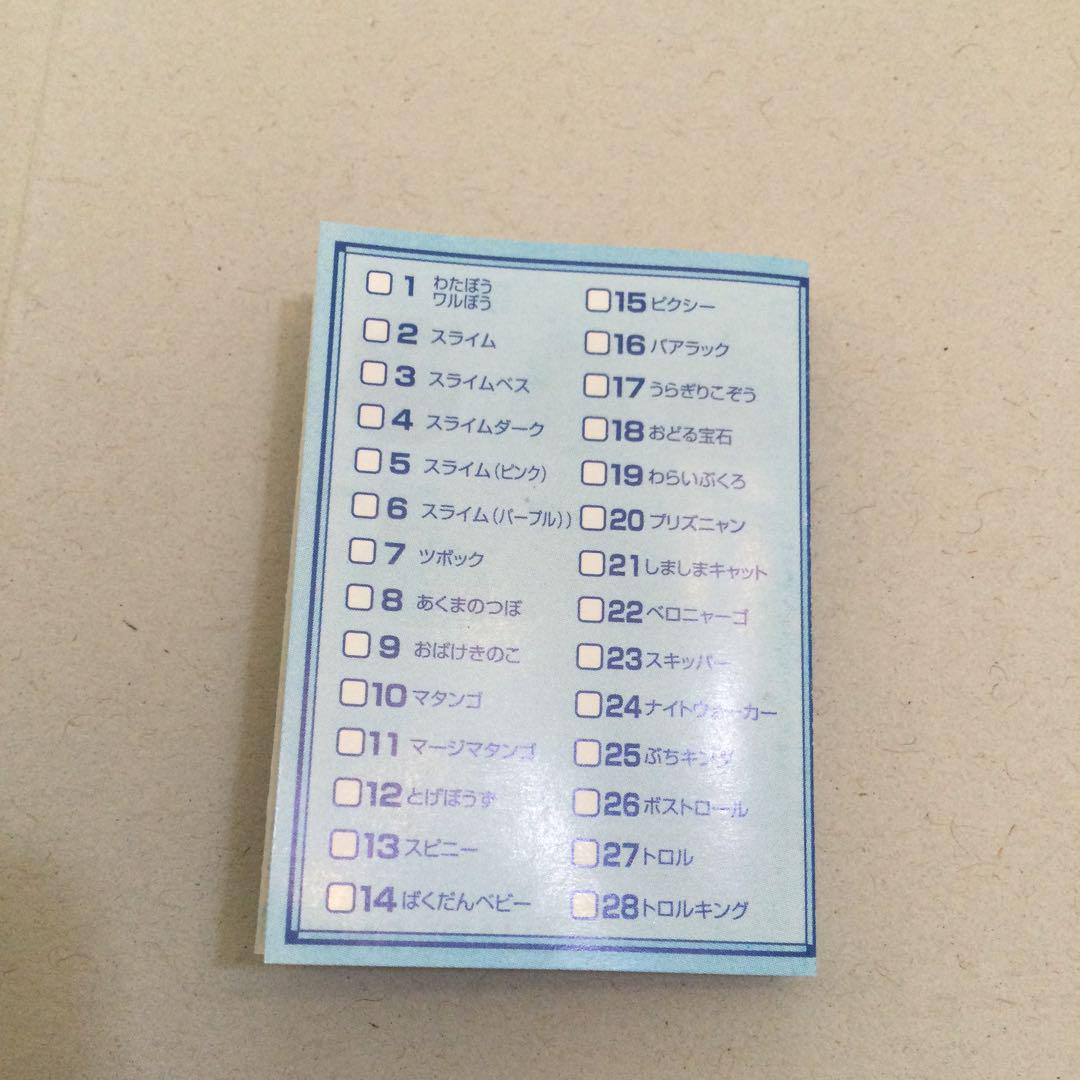 1 わたぼう
ワルぼう
2 スライム
3 スライムベス
4 スライムダーク
5 スライム(ピンク)
6 スライム(パープル))
7 ツボック
8 あくまのつぼ
9 おばけきのこ
10 マタンゴ
11 マージマタンゴ
12 とげぼうず
13 スピニー
14 ばくだんベビー
15 ピクシー
16 バアラック
17 うらぎりこぞう
18 おどる宝石
19 わらいぶくろ
20 プリズニャン
21 しましまキャット
22 ベロニャーゴ
23 スキッパー
24 ナイトウォーカー
25 ぶちキング
26 ボストロール
27 トロル
28 トロルキング